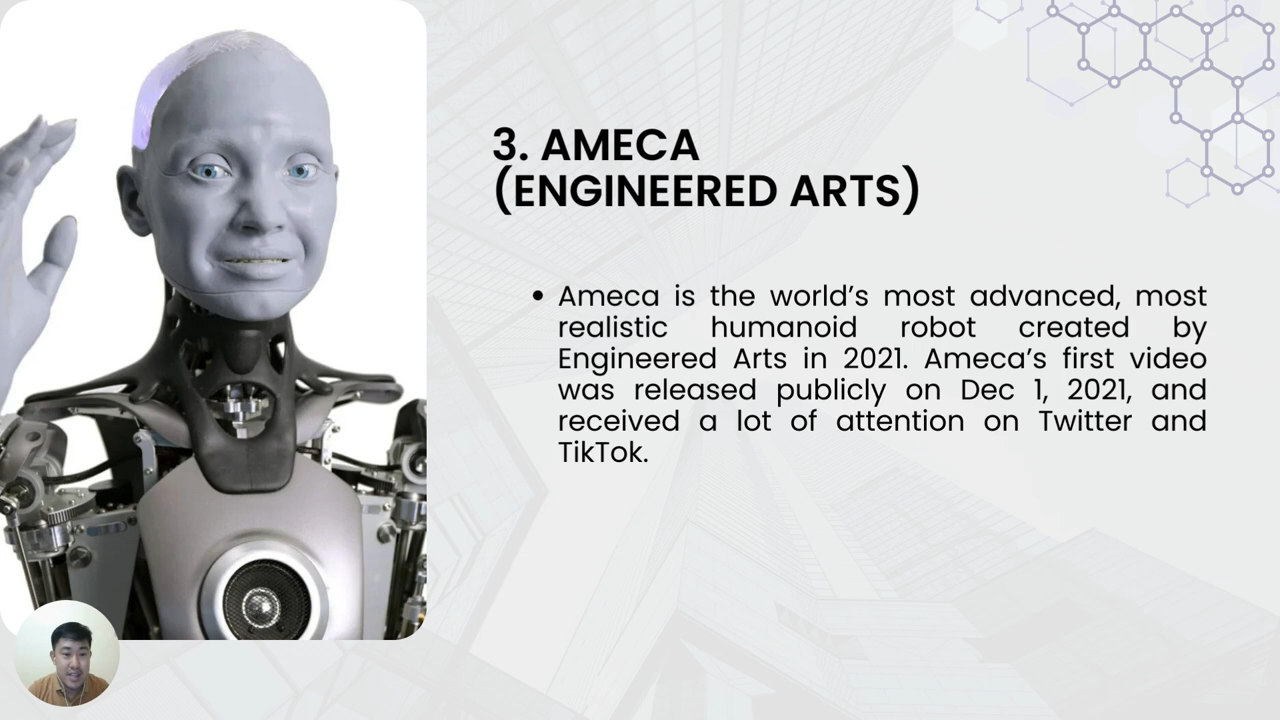 3. AMECA
(ENGINEERED ARTS)
• Ameca is the world’s most advanced, most
realistic humanoid robot created by
Engineered Arts in 2021. Ameca’s first video
was released publicly on Dec 1, 2021, and
received a lot of attention on Twitter and
TikTok.